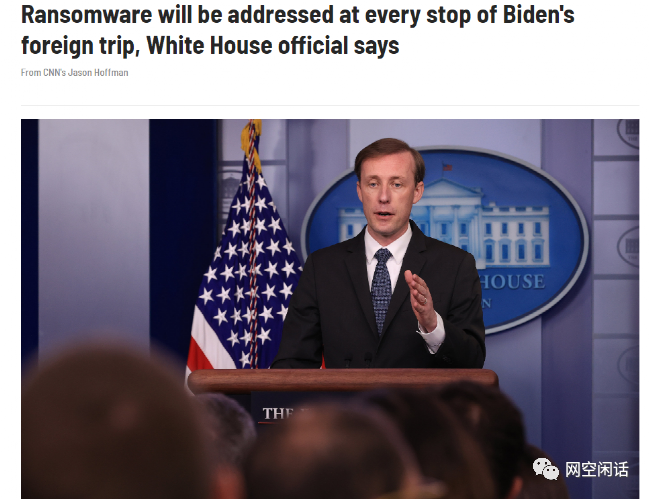 Ransomware will be addressed at every stop of Biden's
foreign trip, White House official says
From CNN's Jason Hoffman
HOUSE
THE
网空闲话